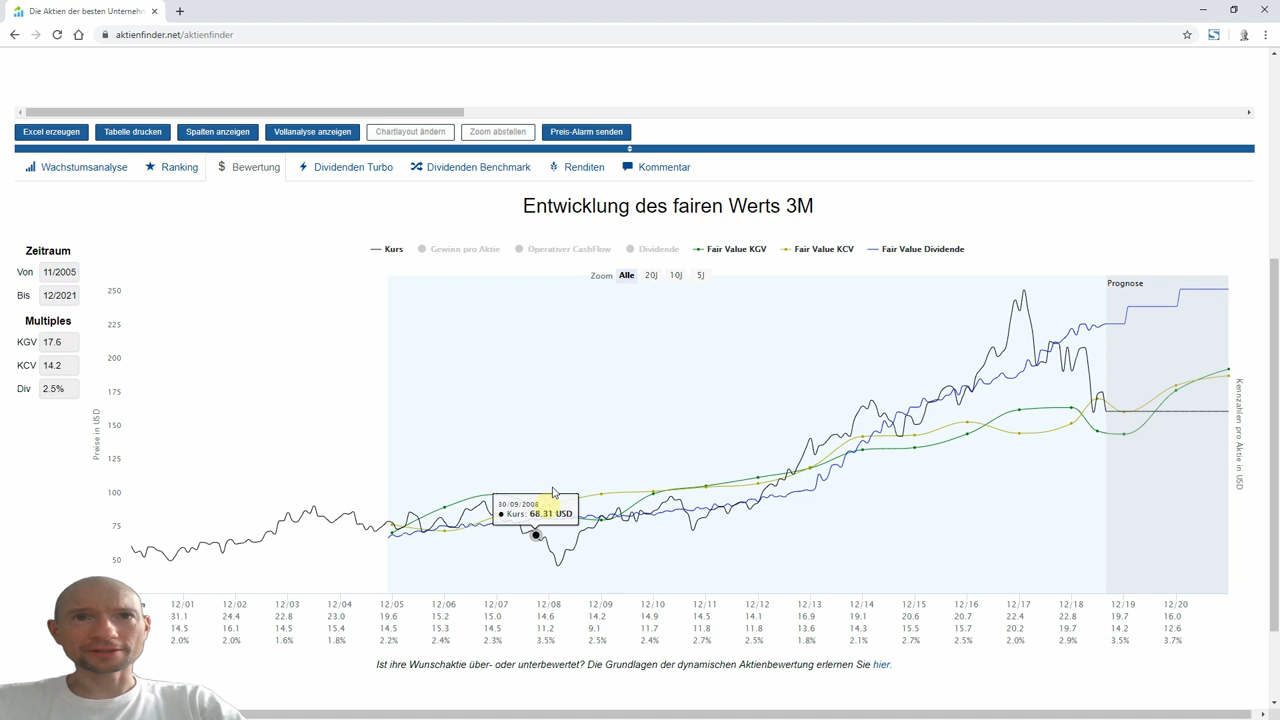 Die Aktien der besten Unternehm
aktienfinder.net/aktienfinder
Excel erzeugen Tabelle drucken Spalten anzeigen Vollanalyse anzeigen Chartlayout ändern Zoom abstellen Preis-Alarm senden
Wachstumsanalyse Ranking $ Bewertung Dividenden Turbo Dividenden Benchmark Renditen Kommentar
Entwicklung des fairen Werts 3M
Zeitraum
Von 11/2005
Bis 12/2021
Multiples
KGV 17.6
KCV 14.2
Div 2.5%
Kurs Gewinn pro Aktie Operativer CashFlow Dividende Fair Value KGV Fair Value KCV Fair Value Dividende
Zoom Alle 20J 10J 5J
Prognose
250
225
200
175
150
125
100
75
50
Preise in USD
Kennzahlen pro Aktie in USD
30/09/2008
Kurs: 68.31 USD
12/01 12/02 12/03 12/04 12/05 12/06 12/07 12/08 12/09 12/10 12/11 12/12 12/13 12/14 12/15 12/16 12/17 12/18 12/19 12/20
31.1 24.4 22.8 23.0 19.6 15.2 15.0 14.6 14.2 14.9 14.5 14.1 16.9 19.1 20.6 20.7 22.4 22.8 19.7 16.0
14.5 16.1 14.5 15.4 14.5 15.3 14.5 11.2 9.1 11.7 11.8 11.8 13.6 14.3 15.5 15.7 20.2 19.7 14.2 12.6
2.0% 2.0% 1.6% 1.8% 2.2% 2.4% 2.3% 3.5% 2.5% 2.4% 2.7% 2.5% 1.8% 2.1% 2.7% 2.5% 2.0% 2.9% 3.5% 3.7%
Ist ihre Wunschaktie über- oder unterbewertet? Die Grundlagen der dynamischen Aktienbewertung erlernen Sie hier.